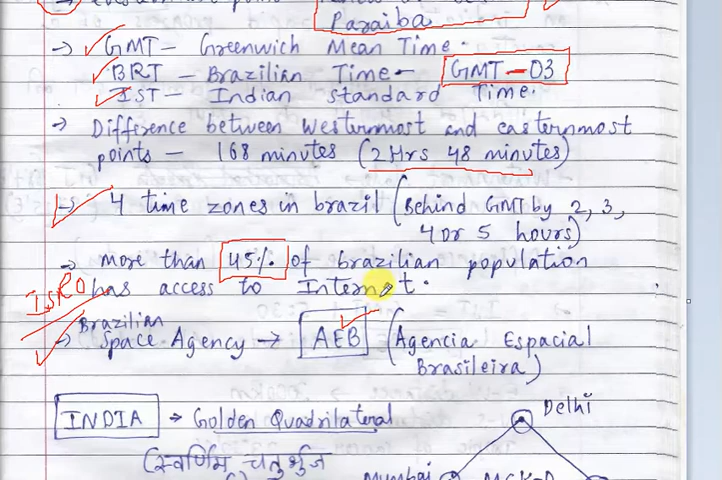 Paraiba
→ GMT – Greenwich Mean Time.
BRT – Brazilian Time – GMT – 03
IST – Indian standard Time.
→ Difference between westernmost and easternmost
points – 168 minutes (2 Hrs 48 minutes)
→ 4 time zones in brazil (Behind GMT by 2, 3,
4 or 5 hours)
→ More than 45% of brazilian population
ISRO has access to Internet.
Brazilian
→ Space Agency → AEB (Agencia Espacial
Brasileira)
INDIA → Golden Quadrilateral
Delhi
(स्वर्णिम चतुर्भुज
Mumbai